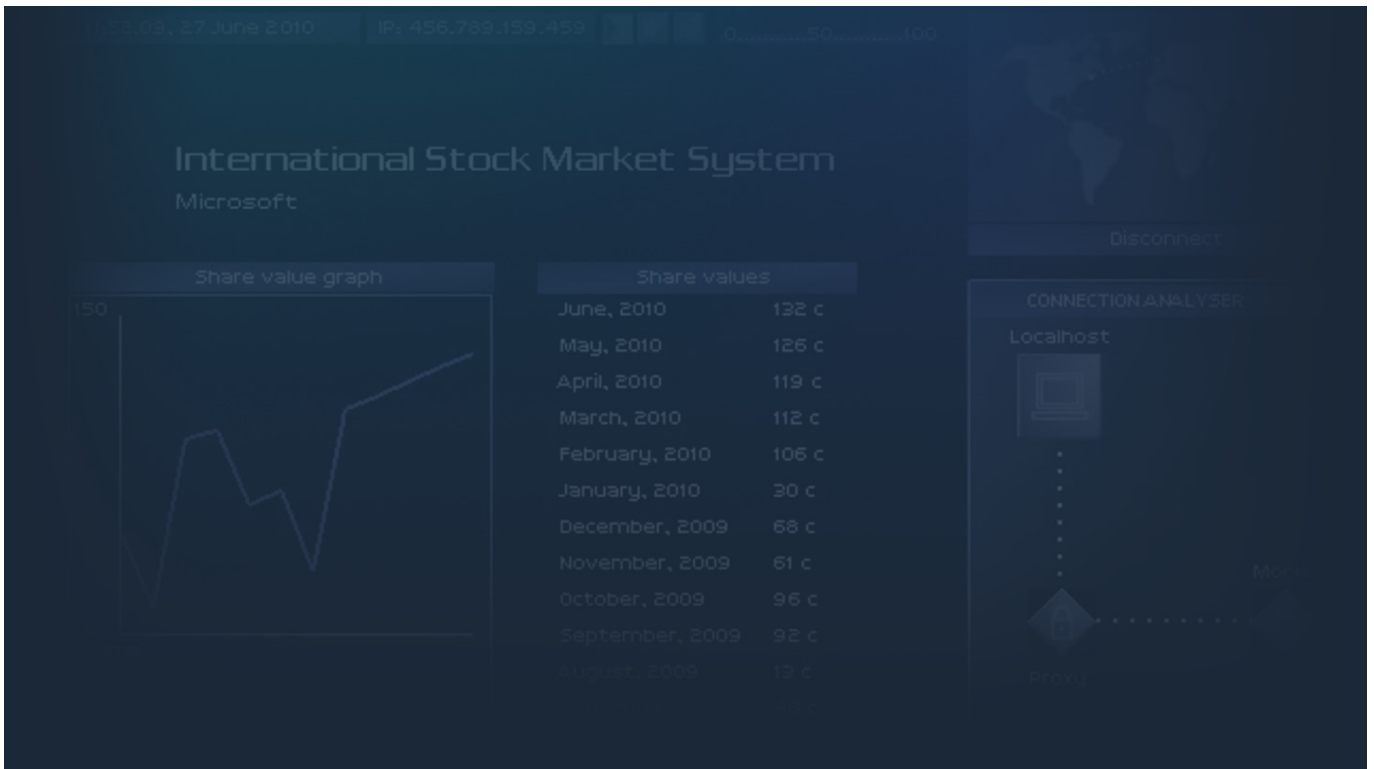 27 June 2010
IP: 456.789.159.459
0............50............100
International Stock Market System
Microsoft
Disconnect
Share value graph
150
Share values
June, 2010 132 c
May, 2010 126 c
April, 2010 119 c
March, 2010 112 c
February, 2010 106 c
January, 2010 30 c
December, 2009 68 c
November, 2009 61 c
October, 2009 96 c
September, 2009 92 c
August, 2009 13 c
CONNECTION ANALYSER
Localhost
Proxy